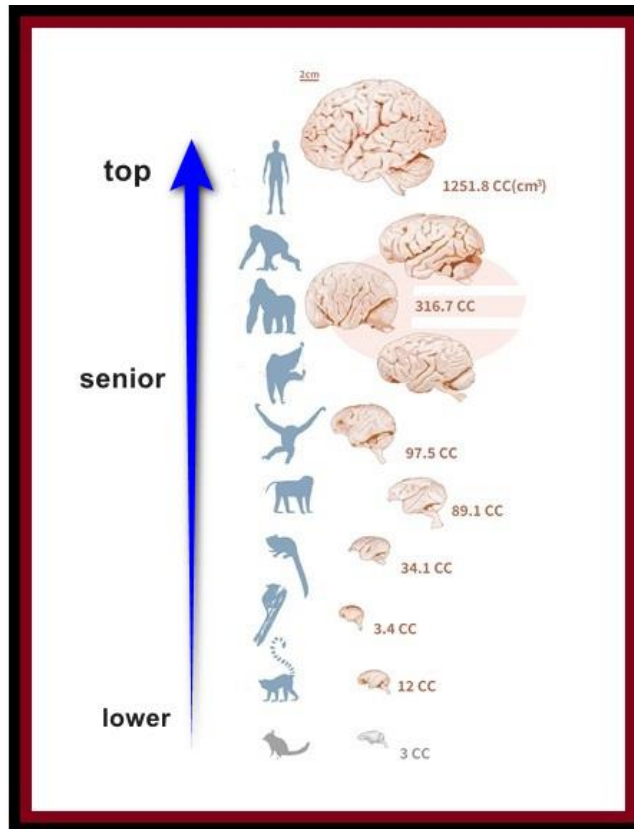 2cm
top
1251.8 CC(cm³)
316.7 CC
senior
97.5 CC
89.1 CC
34.1 CC
3.4 CC
12 CC
lower
3 CC